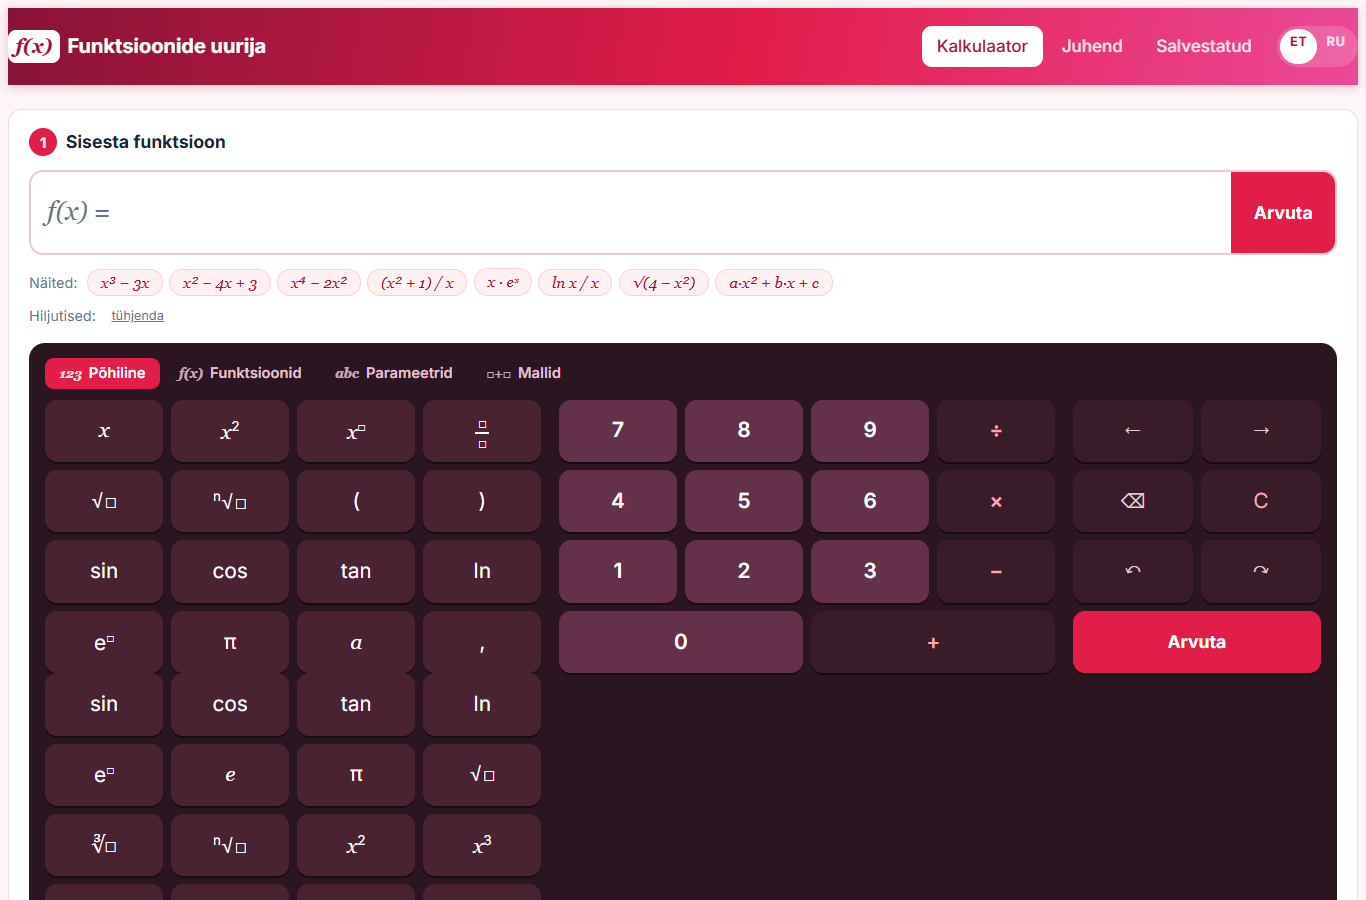 f(x) Funktsioonide uurija Kalkulaator Juhend Salvestatud ET RU
1 Sisesta funktsioon
f(x) = Arvuta
Näited: x³ − 3x x² − 4x + 3 x⁴ − 2x² (x² + 1) / x x · eˣ ln x / x √(4 − x²) a·x² + b·x + c
Hiljutised: tühjenda
123 Põhiline f(x) Funktsioonid abc Parameetrid □+□ Mallid
x x² x□ □/□ 7 8 9 ÷ ← →
√□ ⁿ√□ ( ) 4 5 6 × ⌫ C
sin cos tan ln 1 2 3 − ↶ ↷
e□ π a , 0 + Arvuta
sin cos tan ln
e□ e π √□
∛□ ⁿ√□ x² x³